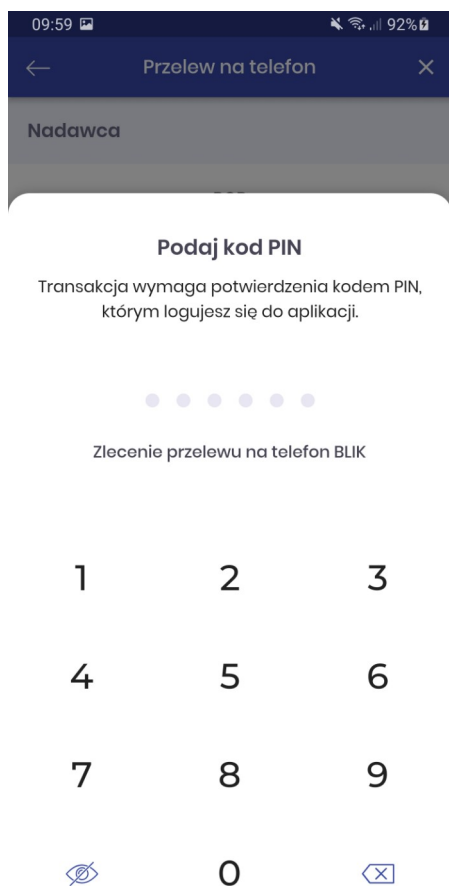 09:59 92%
Przelew na telefon
Nadawca
Podaj kod PIN
Transakcja wymaga potwierdzenia kodem PIN,
którym logujesz się do aplikacji.
Zlecenie przelewu na telefon BLIK
1 2 3
4 5 6
7 8 9
0